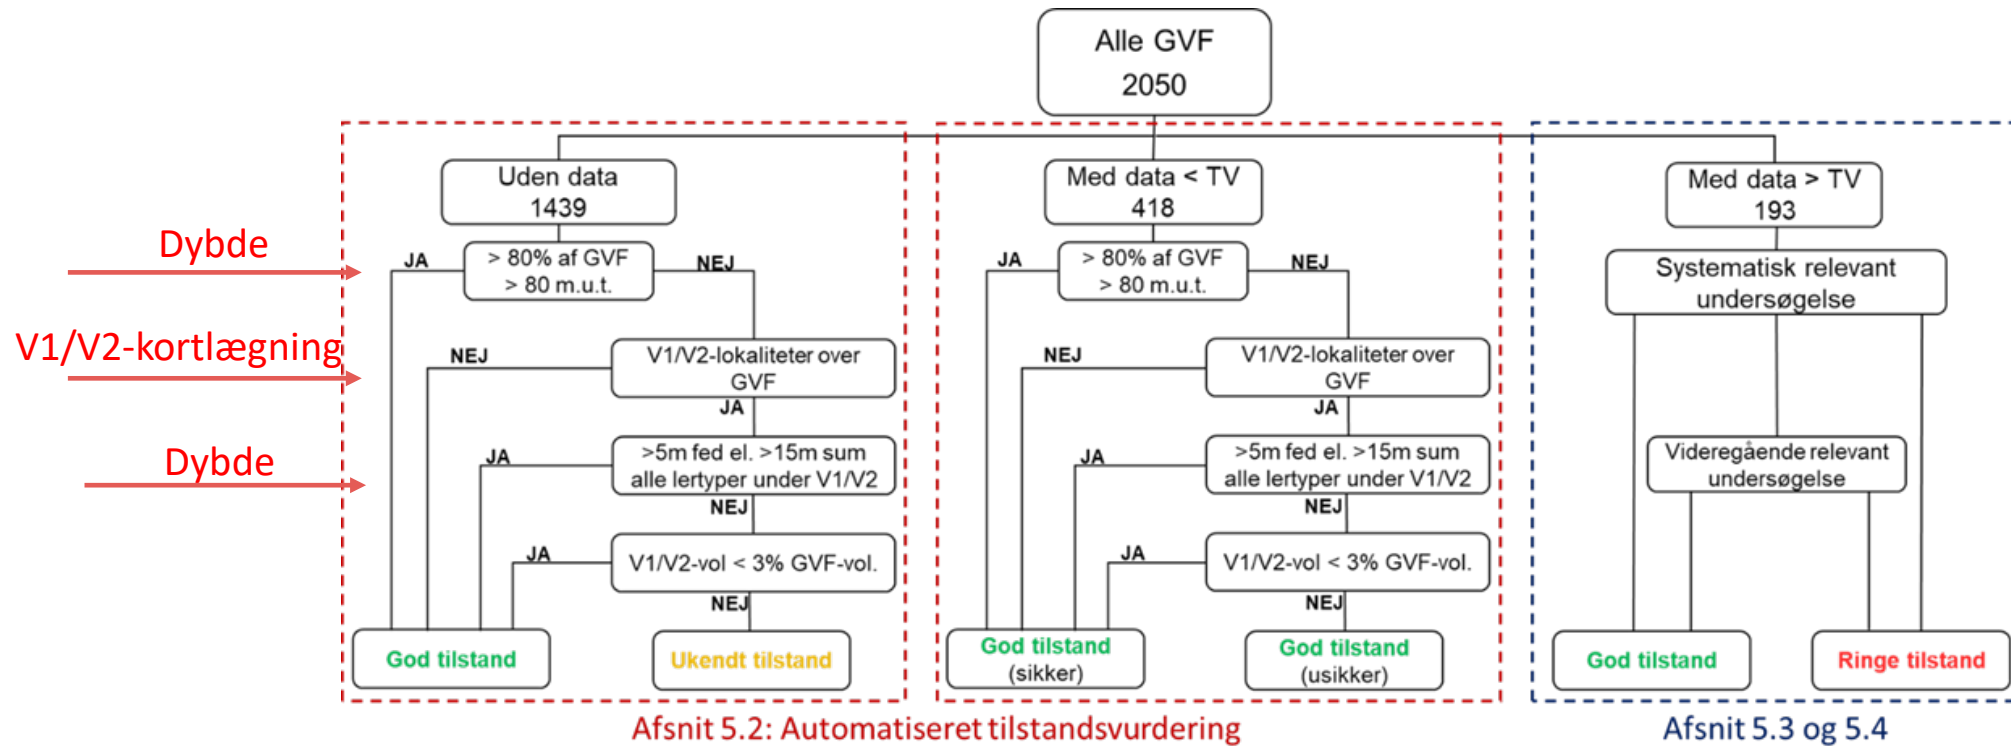 Alle GVF
2050
Uden data
1439
Med data < TV
418
Med data > TV
193
Dybde
JA
> 80% af GVF
> 80 m.u.t.
NEJ
JA
> 80% af GVF
> 80 m.u.t.
NEJ
Systematisk relevant
undersøgelse
V1/V2-kortlægning
NEJ
V1/V2-lokaliteter over
GVF
JA
NEJ
V1/V2-lokaliteter over
GVF
JA
Dybde
JA
>5m fed el. >15m sum
alle lertyper under V1/V2
NEJ
JA
>5m fed el. >15m sum
alle lertyper under V1/V2
NEJ
Videregående relevant
undersøgelse
JA
V1/V2-vol < 3% GVF-vol.
NEJ
JA
V1/V2-vol < 3% GVF-vol.
NEJ
God tilstand
Ukendt tilstand
God tilstand
(sikker)
God tilstand
(usikker)
God tilstand
Ringe tilstand
Afsnit 5.2: Automatiseret tilstandsvurdering
Afsnit 5.3 og 5.4